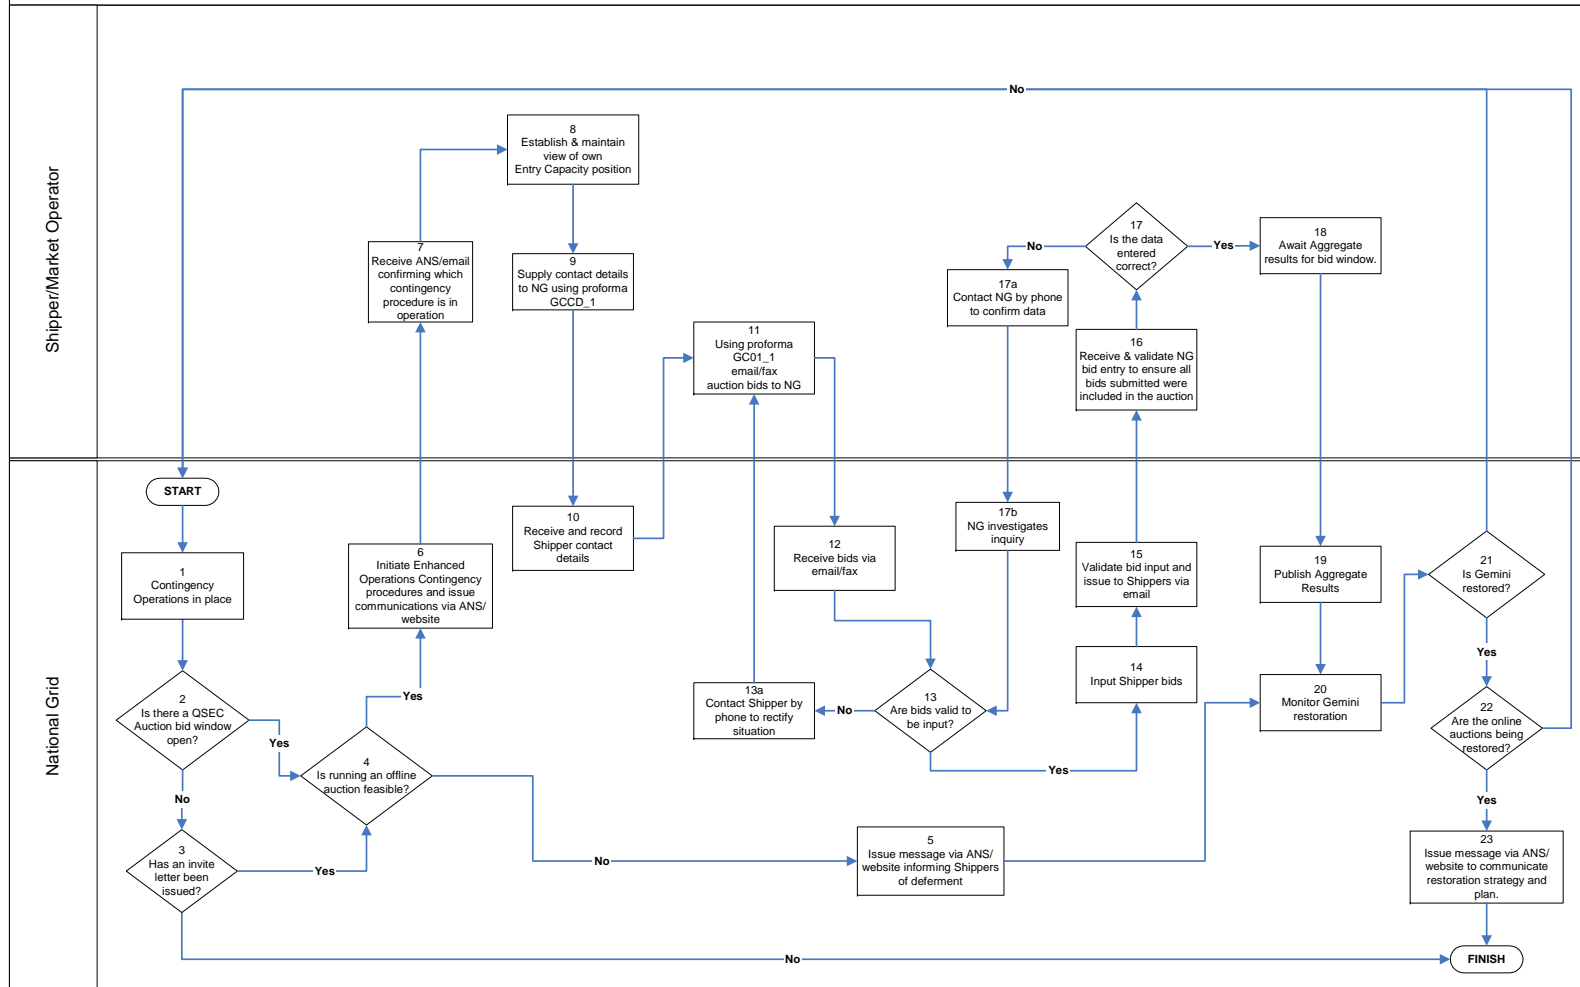 Shipper/Market Operator
National Grid
No
8
Establish & maintain
view of own
Entry Capacity position
7
Receive ANS/email
confirming which
contingency
procedure is in
operation
9
Supply contact details
to NG using proforma
GCCD_1
11
Using proforma
GC01_1
email/fax
auction bids to NG
17
Is the data
entered
correct?
No
Yes
17a
Contact NG by phone
to confirm data
18
Await Aggregate
results for bid window.
16
Receive & validate NG
bid entry to ensure all
bids submitted were
included in the auction
START
1
Contingency
Operations in place
6
Initiate Enhanced
Operations Contingency
procedures and issue
communications via ANS/
website
10
Receive and record
Shipper contact
details
12
Receive bids via
email/fax
17b
NG investigates
inquiry
15
Validate bid input and
issue to Shippers via
email
19
Publish Aggregate
Results
21
Is Gemini
restored?
Yes
2
Is there a QSEC
Auction bid window
open?
Yes
No
4
Is running an offline
auction feasible?
Yes
No
13a
Contact Shipper by
phone to rectify
situation
No
13
Are bids valid to
be input?
Yes
14
Input Shipper bids
20
Monitor Gemini
restoration
22
Are the online
auctions being
restored?
Yes
3
Has an invite
letter been
issued?
Yes
5
Issue message via ANS/
website informing Shippers
of deferment
23
Issue message via ANS/
website to communicate
restoration strategy and
plan.
No
FINISH